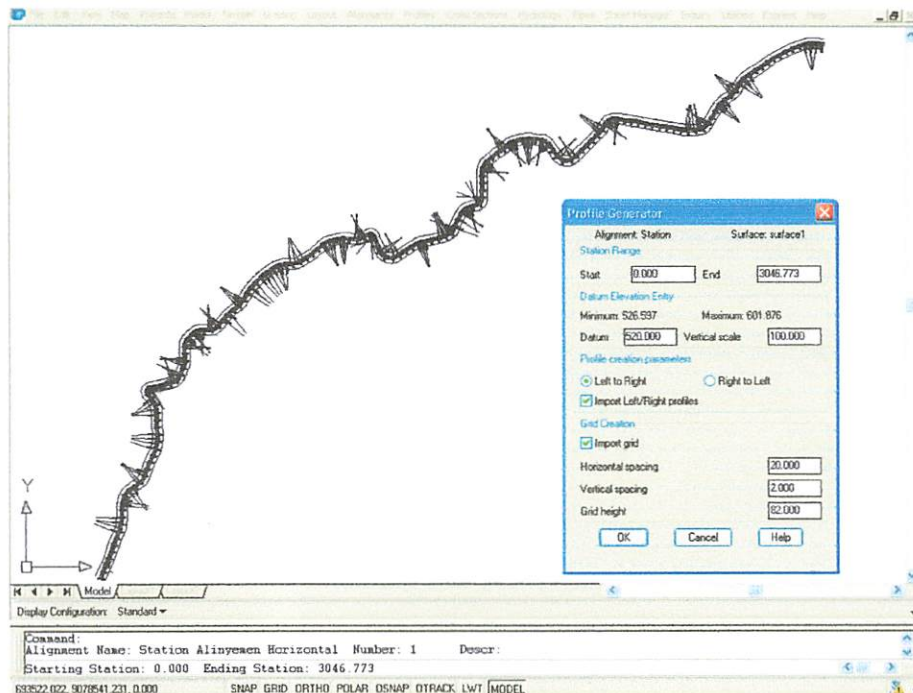 Profile Generator
Alignment: Station Surface: surface1
Station Range
Start 0.000 End 3046.773
Datum Elevation Entry
Minimum: 526.597 Maximum: 601.876
Datum 520.000 Vertical scale 100.000
Profile creation parameters
Left to Right Right to Left
Import Left/Right profiles
Grid Creation
Import grid
Horizontal spacing 20.000
Vertical spacing 2.000
Grid height 82.000
OK Cancel Help
Y
Model
Display Configuration: Standard
Command:
Alignment Name: Station Alinyemen Horizontal Number: 1 Descr:
Starting Station: 0.000 Ending Station: 3046.773
693522.022, 9078541.231, 0.000 SNAP GRID ORTHO POLAR OSNAP OTRACK LWT MODEL